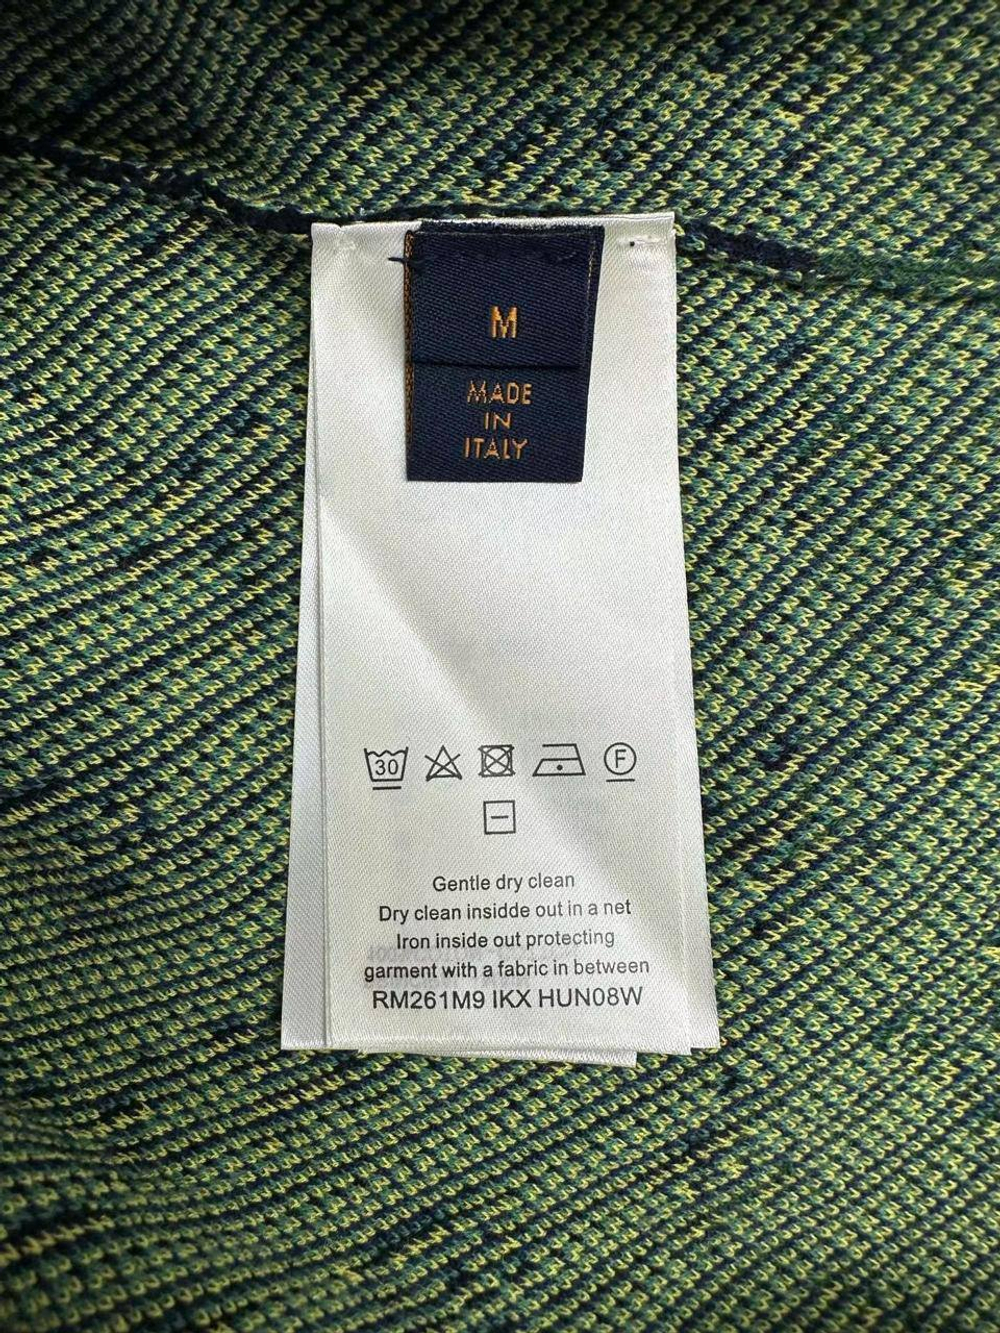 M
MADE
IN
ITALY
30
F
Gentle dry clean
Dry clean insidde out in a net
Iron inside out protecting
garment with a fabric in between
RM261M9 IKX HUN08W